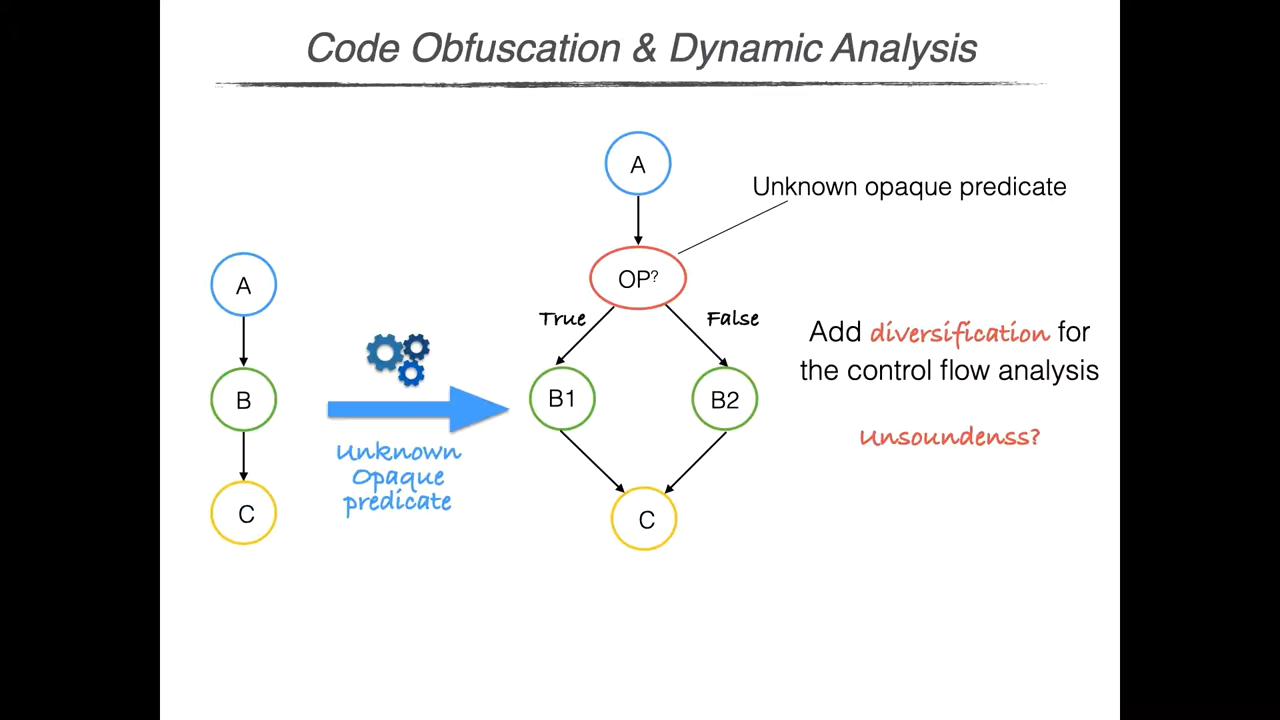 Code Obfuscation & Dynamic Analysis
A
B
C
Unknown
Opaque
predicate
A
Unknown opaque predicate
OP?
True
False
B1
B2
C
Add diversification for
the control flow analysis
Unsoundenss?